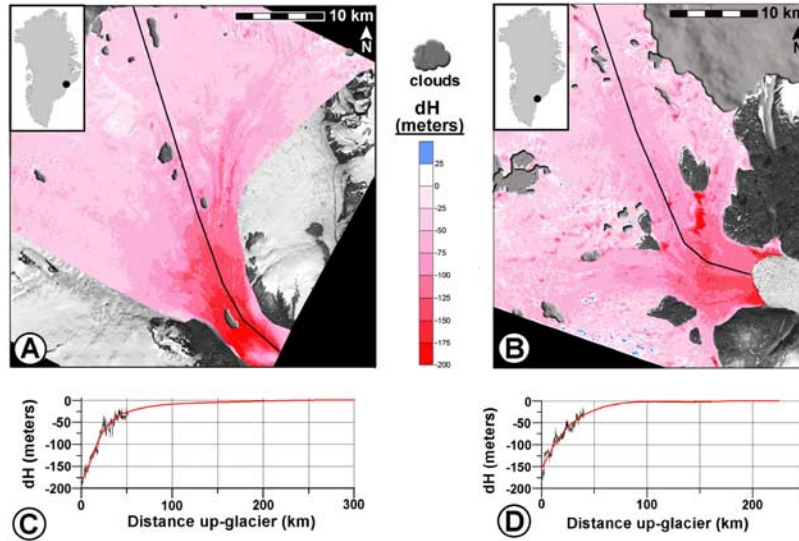 10 km
N
A
clouds
dH
(meters)
25
0
-25
-50
-75
-100
-125
-150
-175
-200
10 km
N
B
dH (meters)
0
-50
-100
-150
-200
0
100
200
300
Distance up-glacier (km)
C
dH (meters)
0
-50
-100
-150
-200
0
100
200
Distance up-glacier (km)
D